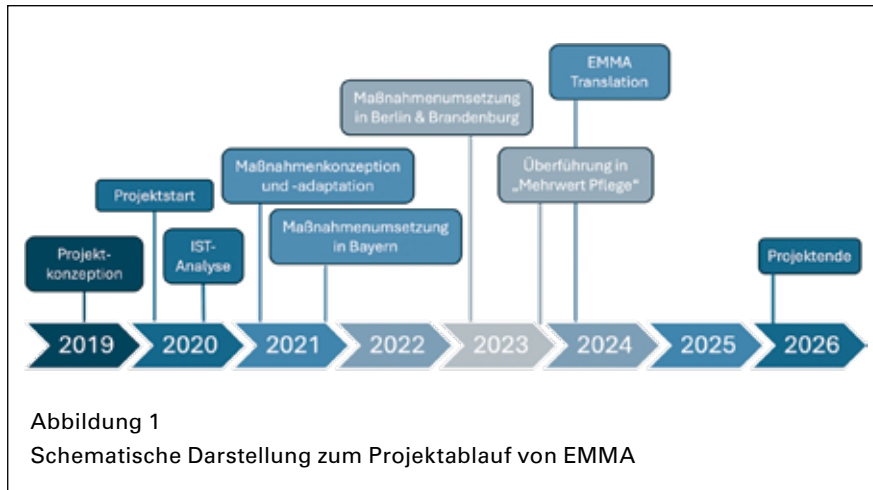 EMMA
Translation
Maßnahmenumsetzung
in Berlin & Brandenburg
Maßnahmenkonzeption
und -adaptation
Überführung in
„Mehrwert Pflege“
Projektstart
Maßnahmenumsetzung
in Bayern
IST-
Analyse
Projekt-
konzeption
Projektende
2019
2020
2021
2022
2023
2024
2025
2026
Abbildung 1
Schematische Darstellung zum Projektablauf von EMMA